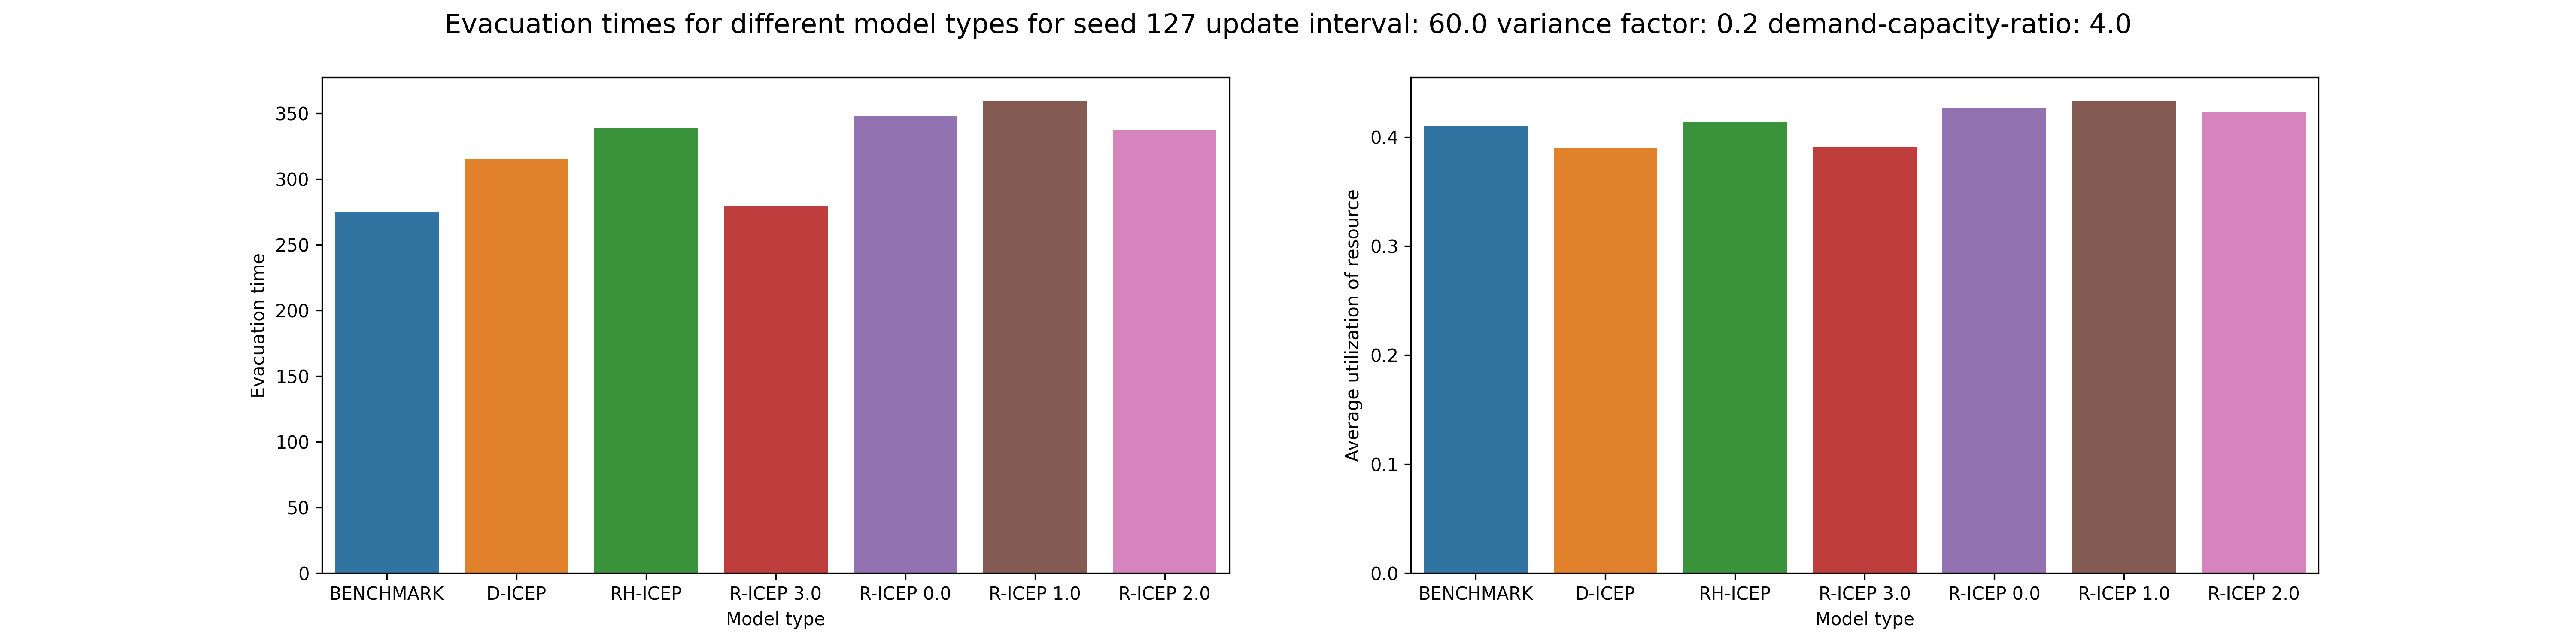 Evacuation times for different model types for seed 127 update interval: 60.0 variance factor: 0.2 demand-capacity-ratio: 4.0
Evacuation time
350
300
250
200
150
100
50
0
BENCHMARK D-ICEP RH-ICEP R-ICEP 3.0 R-ICEP 0.0 R-ICEP 1.0 R-ICEP 2.0
Model type
Average utilization of resource
0.4
0.3
0.2
0.1
0.0
BENCHMARK D-ICEP RH-ICEP R-ICEP 3.0 R-ICEP 0.0 R-ICEP 1.0 R-ICEP 2.0
Model type